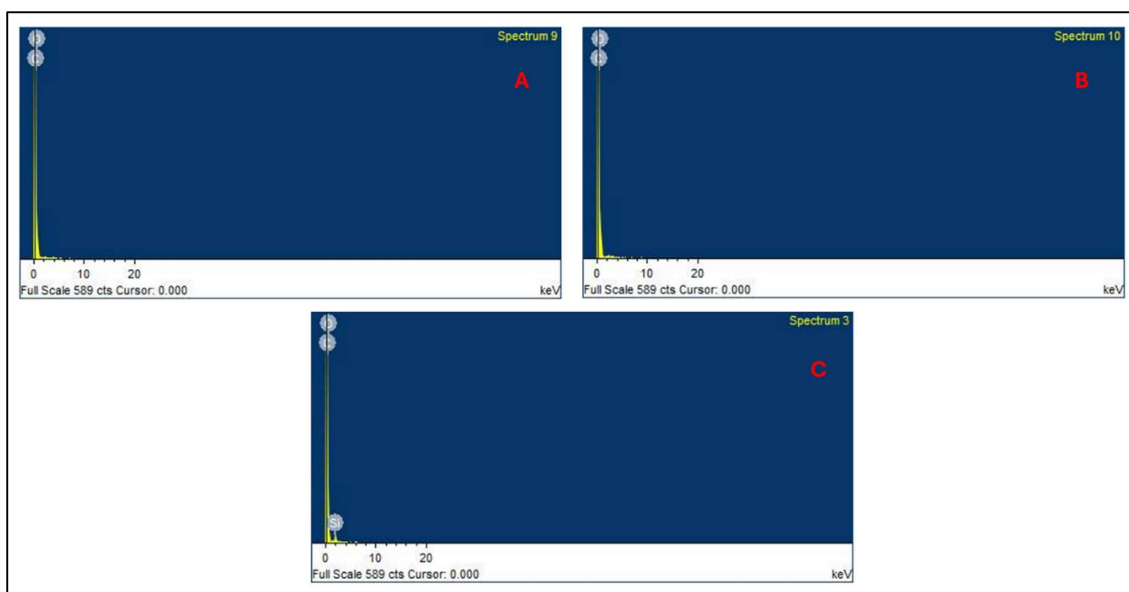 Spectrum 9
A
O
C
0 10 20
Full Scale 589 cts Cursor: 0.000 keV
Spectrum 10
B
O
C
0 10 20
Full Scale 589 cts Cursor: 0.000 keV
Spectrum 3
C
O
C
Si
0 10 20
Full Scale 589 cts Cursor: 0.000 keV